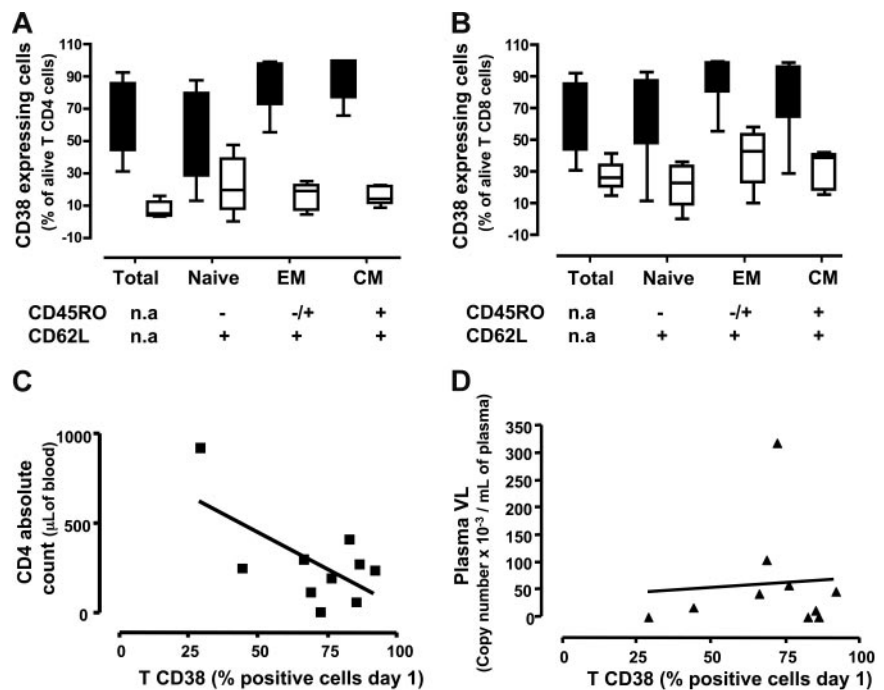 A
CD38 expressing cells
(% of alive T CD4 cells)
110
90
70
50
30
10
-10
Total Naive EM CM
CD45RO n.a - -/+ +
CD62L n.a + + +
B
CD38 expressing cells
(% of alive T CD8 cells)
110
90
70
50
30
10
-10
Total Naive EM CM
CD45RO n.a - -/+ +
CD62L n.a + + +
C
CD4 absolute
count (µLof blood)
1000
500
0
0 25 50 75 100
T CD38 (% positive cells day 1)
D
Plasma VL
(Copy number x 10-3 / mL of plasma)
350
300
250
200
150
100
50
0
0 25 50 75 100
T CD38 (% positive cells day 1)